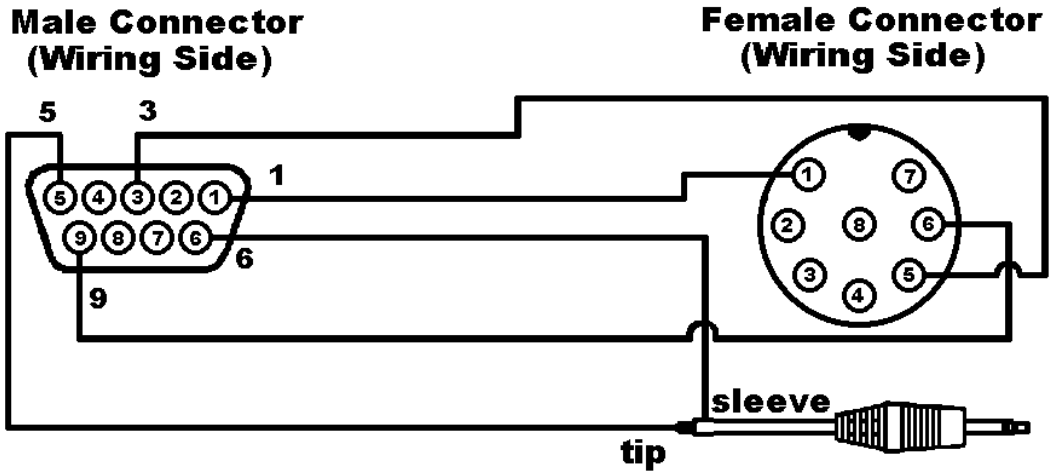 Male Connector
(Wiring Side)
Female Connector
(Wiring Side)
5
3
1
5 4 3 2 1
9 8 7 6
6
9
1
7
2
8
6
3
5
4
sleeve
tip